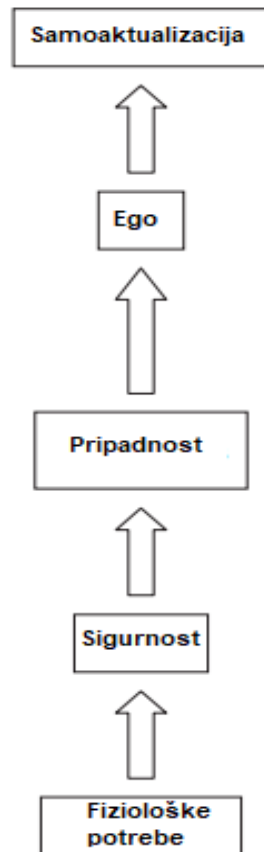 Samoaktualizacija
Ego
Pripadnost
Sigurnost
Fiziološke
potrebe